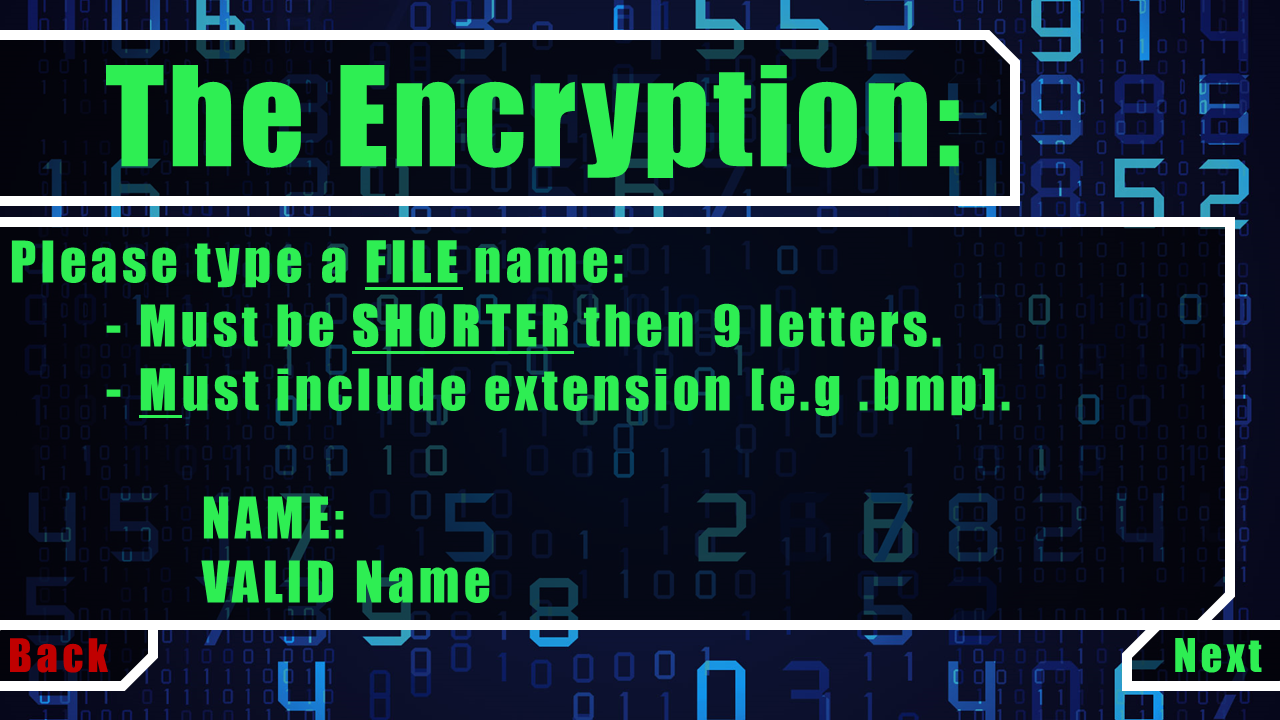 The Encryption:
Please type a FILE name:
- Must be SHORTER then 9 letters.
- Must include extension [e.g .bmp].
NAME:
VALID Name
Back
Next